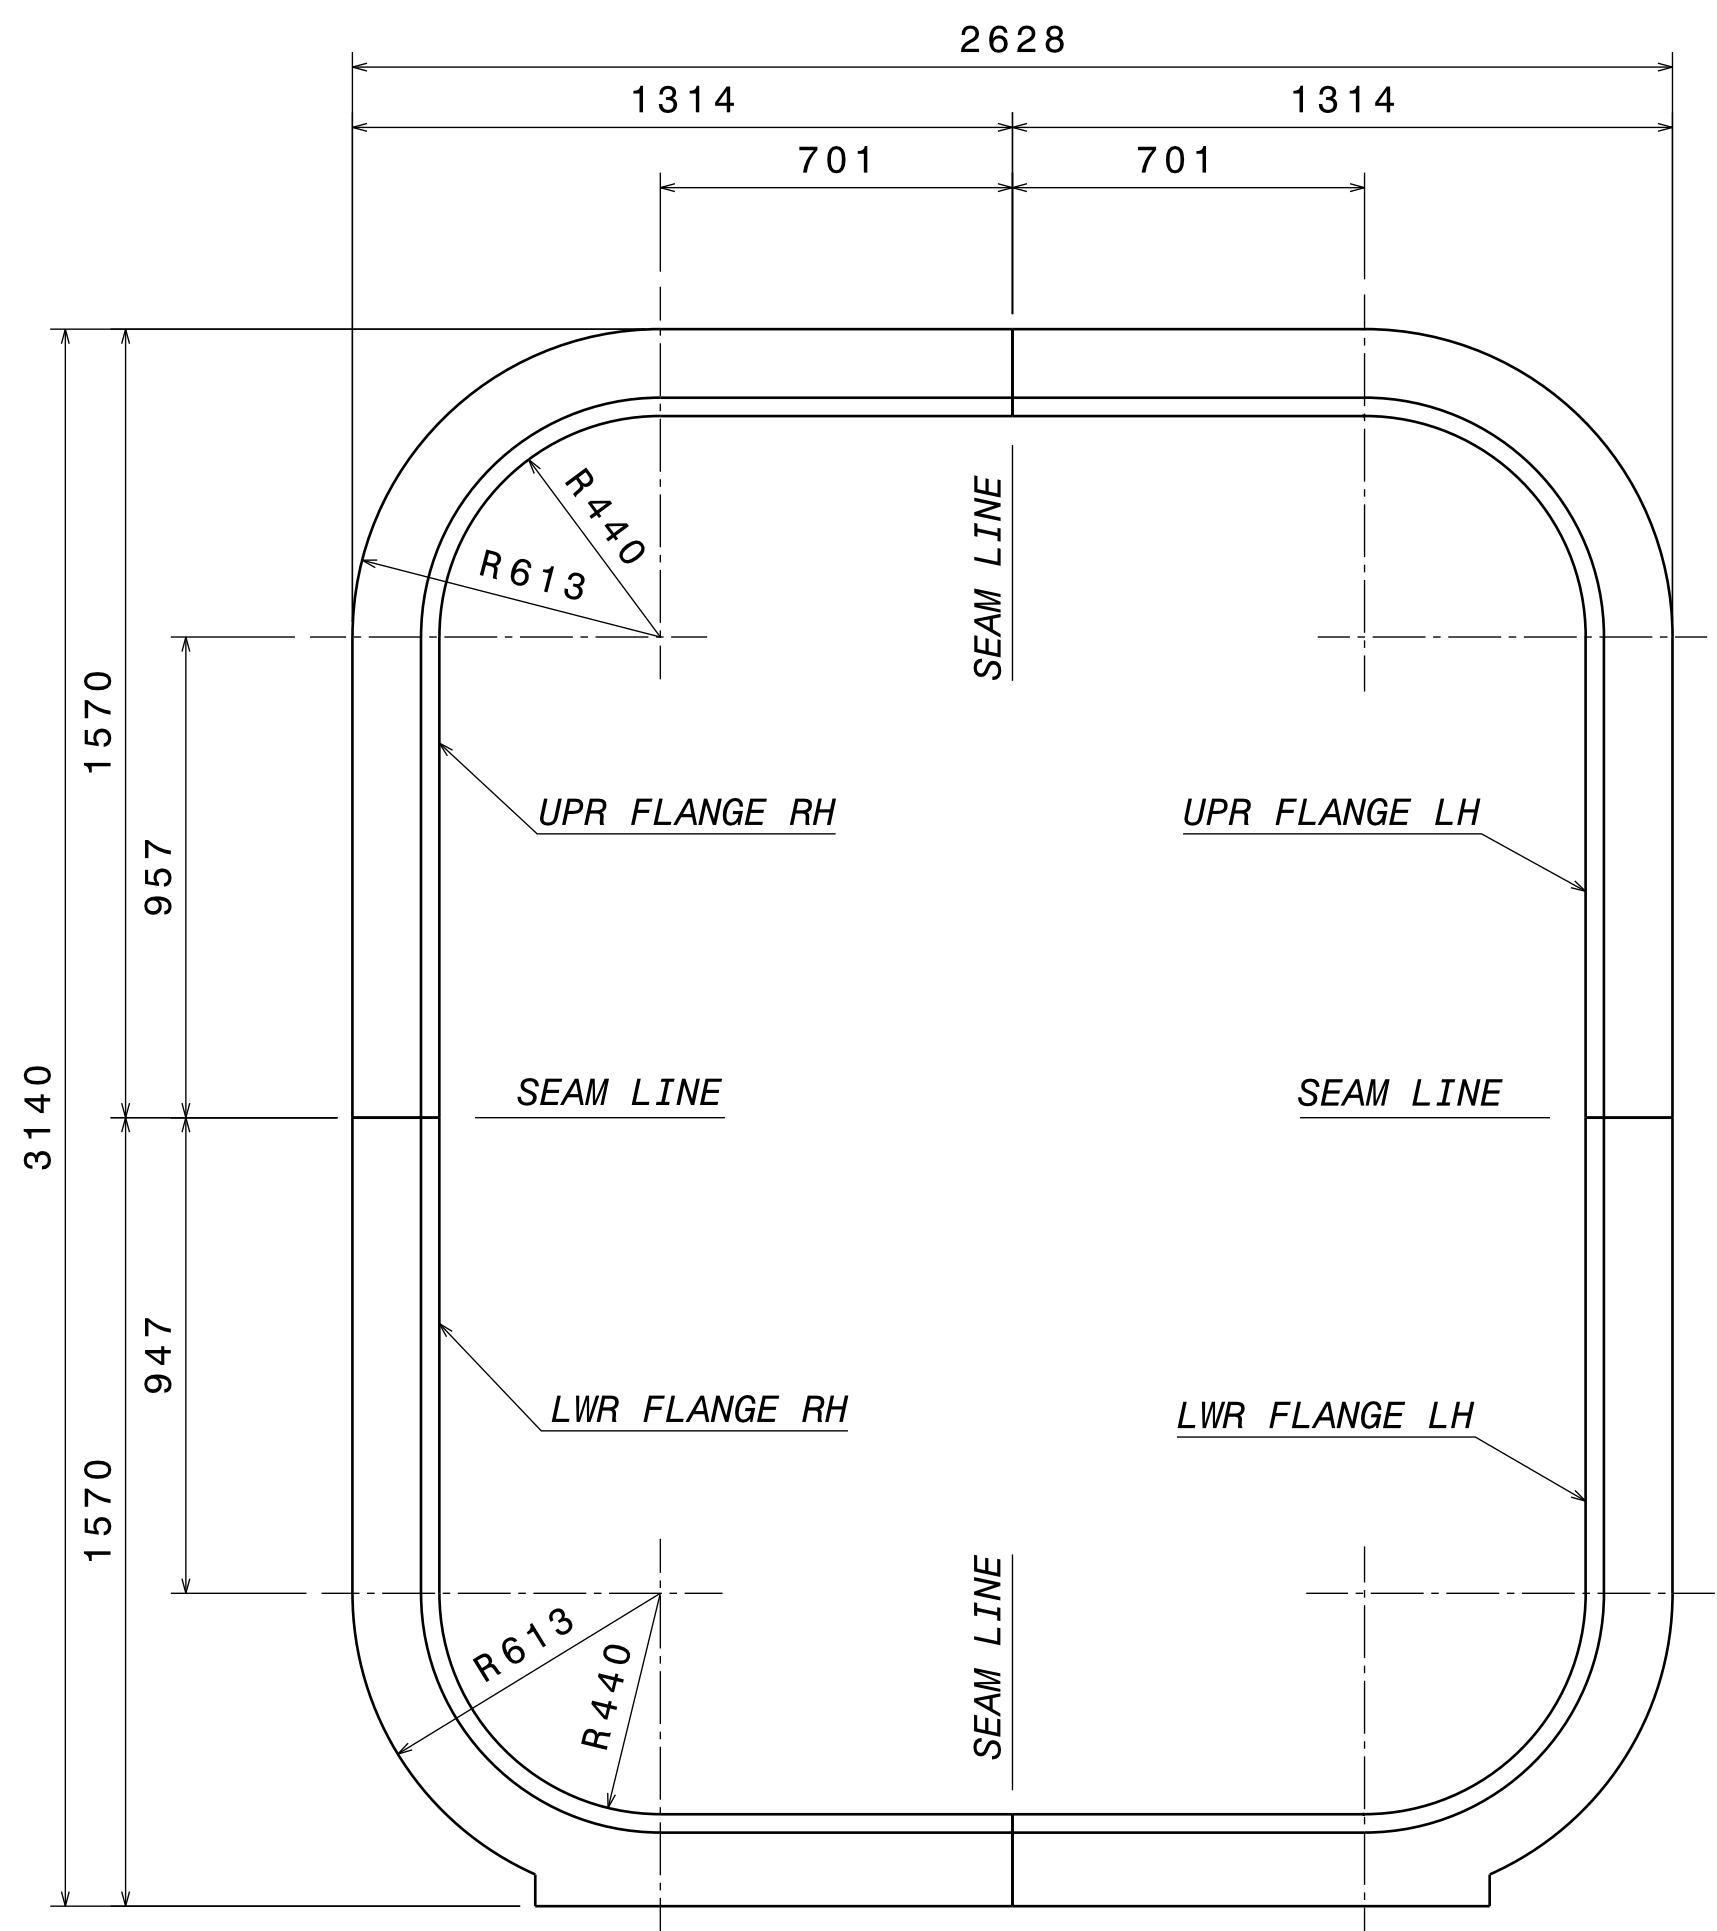 2628
1314
1314
701
701
R440
R613
SEAM LINE
1570
957
UPR FLANGE RH
UPR FLANGE LH
3140
SEAM LINE
SEAM LINE
947
1570
LWR FLANGE RH
LWR FLANGE LH
SEAM LINE
R613
R440